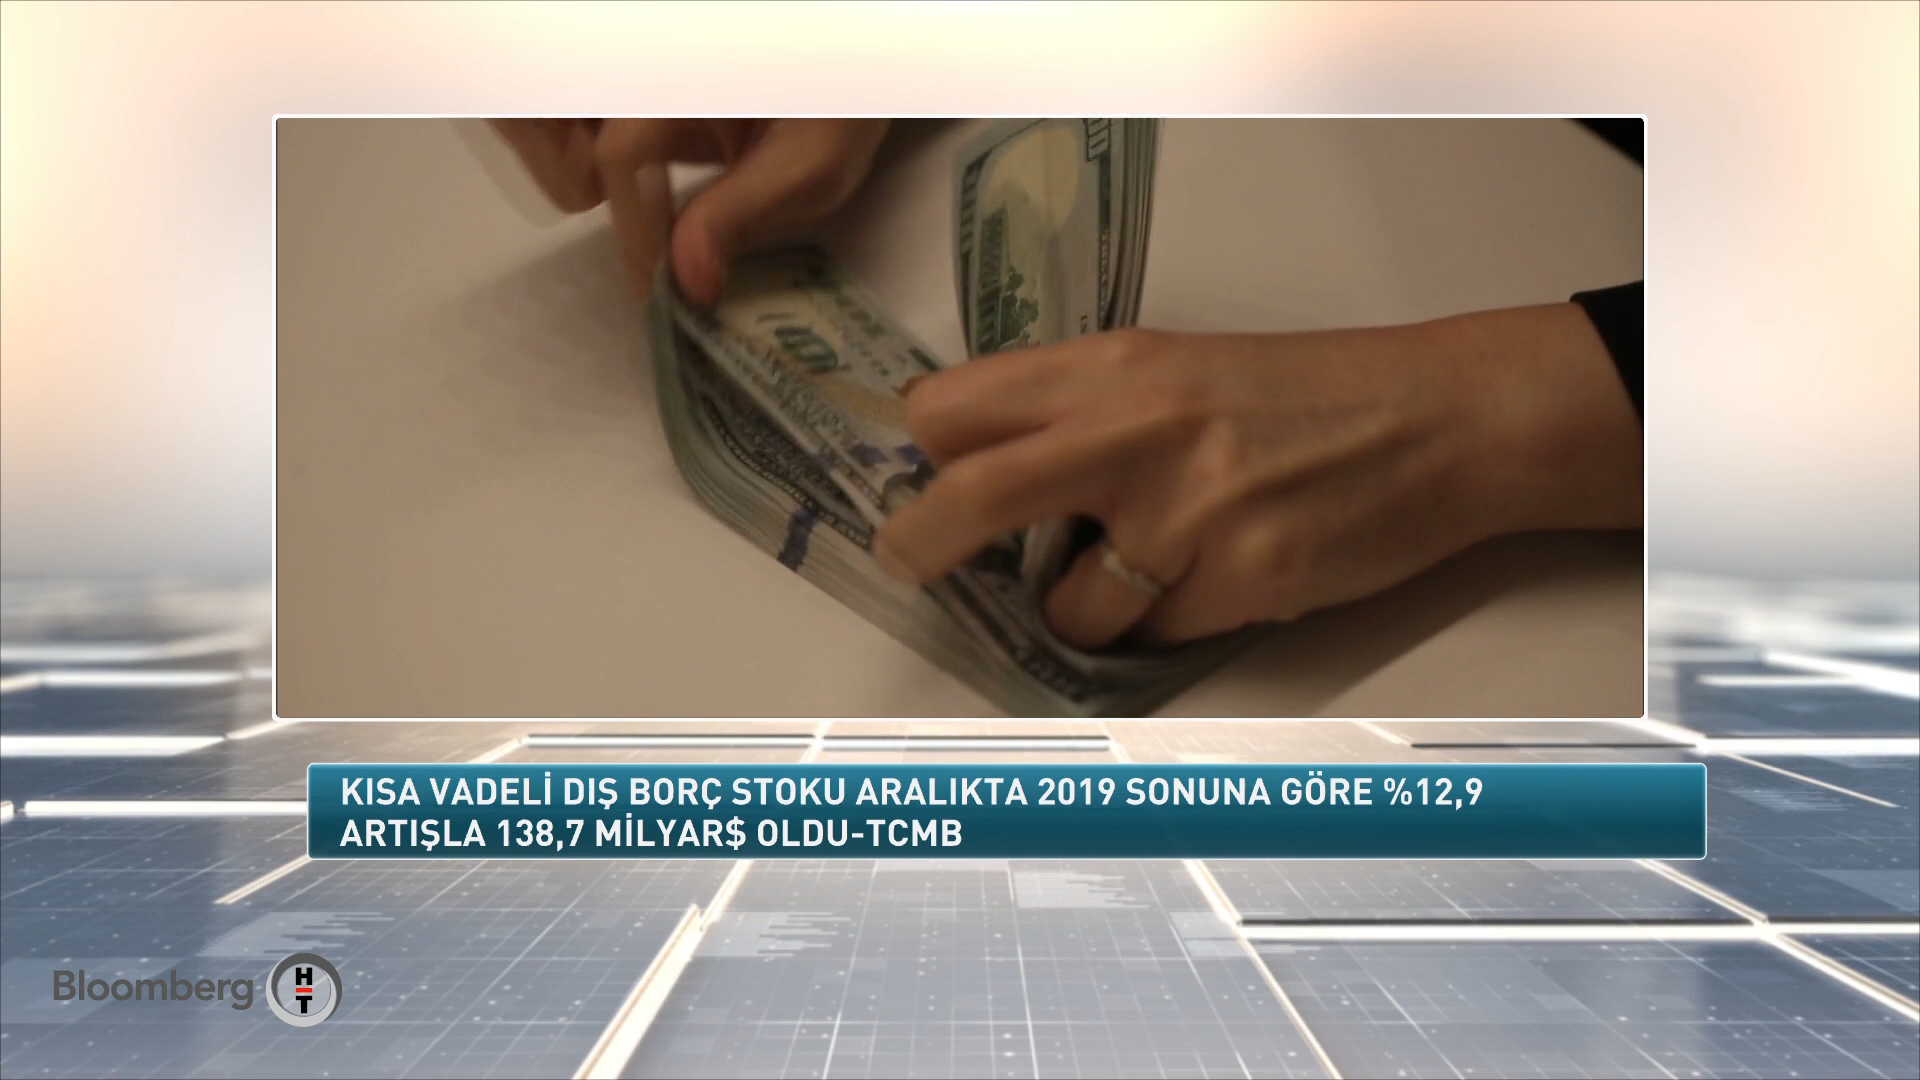 KISA VADELİ DIŞ BORÇ STOKU ARALIKTA 2019 SONUNA GÖRE %12,9
ARTIŞLA 138,7 MİLYAR$ OLDU-TCMB
Bloomberg HT